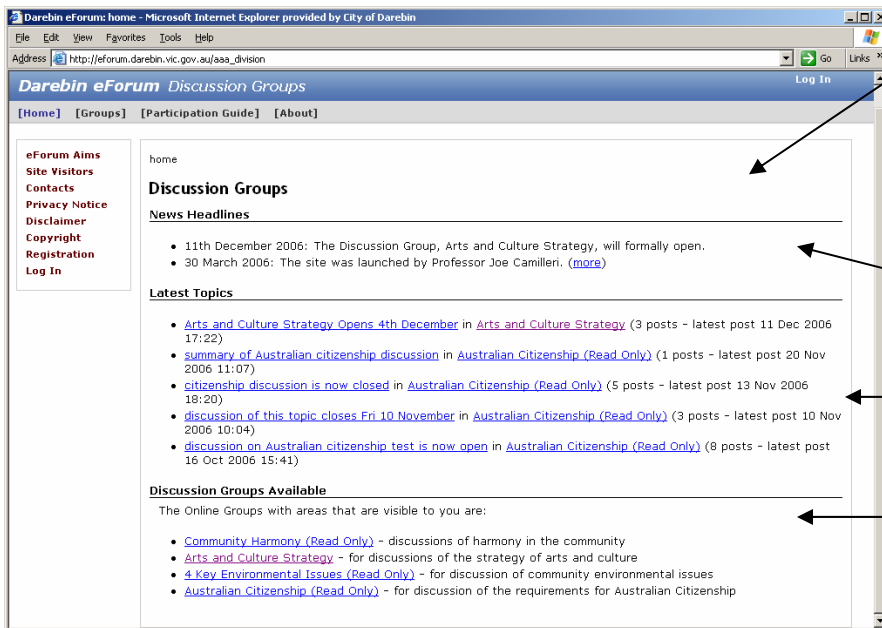 Darebin eForum: home - Microsoft Internet Explorer provided by City of Darebin
File Edit View Favorites Tools Help
Address http://eforum.darebin.vic.gov.au/aaa_division Go Links »
Darebin eForum Discussion Groups Log In
[Home] [Groups] [Participation Guide] [About]
eForum Aims
Site Visitors
Contacts
Privacy Notice
Disclaimer
Copyright
Registration
Log In
home
Discussion Groups
News Headlines
• 11th December 2006: The Discussion Group, Arts and Culture Strategy, will formally open.
• 30 March 2006: The site was launched by Professor Joe Camilleri. (more)
Latest Topics
• Arts and Culture Strategy Opens 4th December in Arts and Culture Strategy (3 posts - latest post 11 Dec 2006
17:22)
• summary of Australian citizenship discussion in Australian Citizenship (Read Only) (1 posts - latest post 20 Nov
2006 11:07)
• citizenship discussion is now closed in Australian Citizenship (Read Only) (5 posts - latest post 13 Nov 2006
18:20)
• discussion of this topic closes Fri 10 November in Australian Citizenship (Read Only) (3 posts - latest post 10 Nov
2006 10:04)
• discussion on Australian citizenship test is now open in Australian Citizenship (Read Only) (8 posts - latest post
16 Oct 2006 15:41)
Discussion Groups Available
The Online Groups with areas that are visible to you are:
• Community Harmony (Read Only) - discussions of harmony in the community
• Arts and Culture Strategy - for discussions of the strategy of arts and culture
• 4 Key Environmental Issues (Read Only) - for discussion of community environmental issues
• Australian Citizenship (Read Only) - for discussion of the requirements for Australian Citizenship